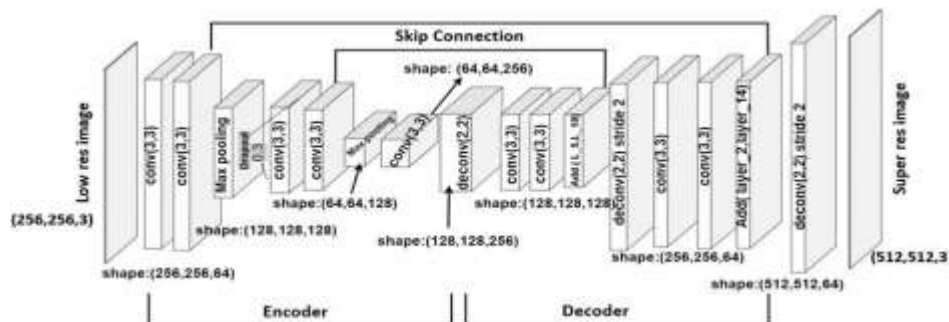 Skip Connection
shape: (64,64,256)
Low res image
(256,256,3)
conv(3,3)
conv(3,3)
Max pooling
Dropout
0.3
conv(3,3)
conv(3,3)
Max pooling
conv(3,3)
deconv(2,2)
conv(3,3)
conv(3,3)
deconv(2,2) stride 2
conv(3,3)
conv(3,3)
Add( layer_2,layer_14)
deconv(2,2) stride 2
Super res image
(512,512,3
shape:(64,64,128)
shape:(128,128,128)
shape:(128,128,128)
shape:(128,128,256)
shape:(256,256,64)
shape:(256,256,64)
shape:(512,512,64)
Encoder
Decoder